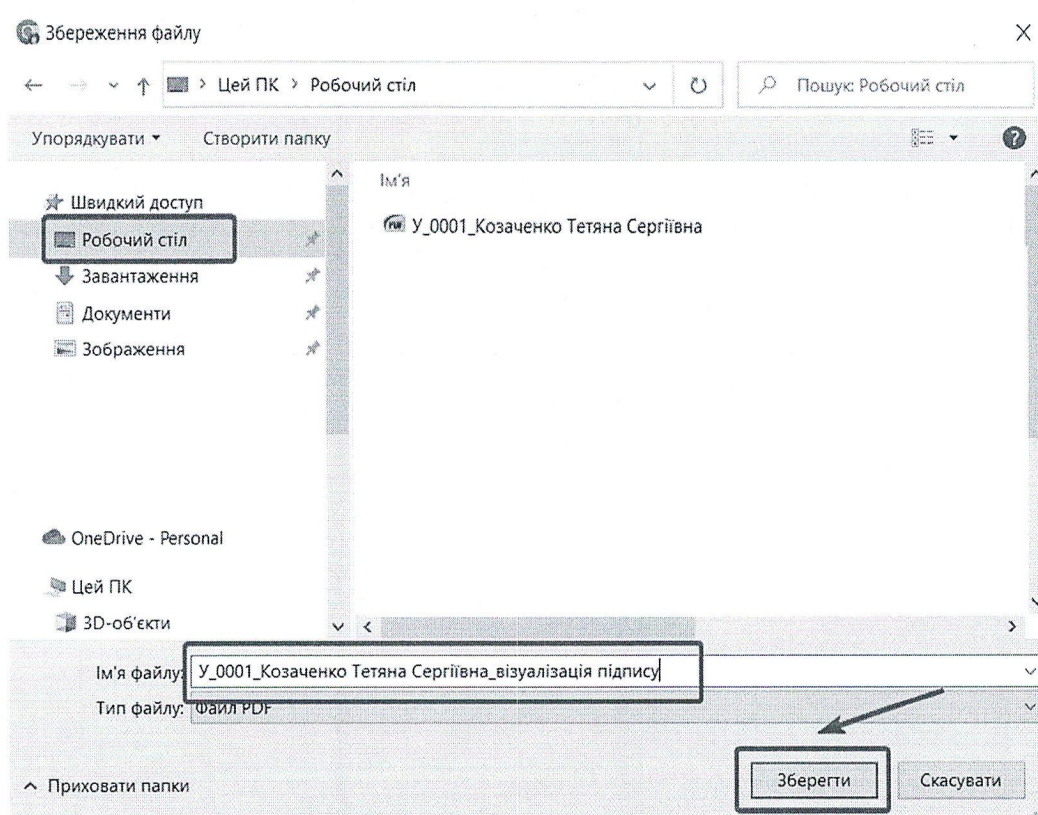 Збереження файлу
Цей ПК > Робочий стіл
Пошук: Робочий стіл
Упорядкувати
Створити папку
Швидкий доступ
Робочий стіл
Завантаження
Документи
Зображення
OneDrive - Personal
Цей ПК
3D-об'єкти
Ім'я
У_0001_Козаченко Тетяна Сергіївна
Ім'я файлу: У_0001_Козаченко Тетяна Сергіївна_візуалізація підпису
Тип файлу: Файл PDF
Приховати папки
Зберегти
Скасувати